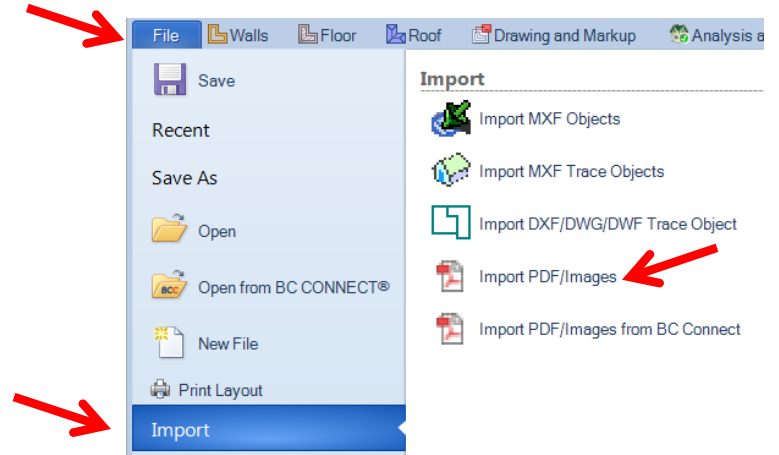 File Walls Floor Roof Drawing and Markup Analysis a
Save
Recent
Save As
Open
BCC
Open from BC CONNECT®
New File
Print Layout
Import
Import
Import MXF Objects
Import MXF Trace Objects
Import DXF/DWG/DWF Trace Object
Import PDF/Images
Import PDF/Images from BC Connect